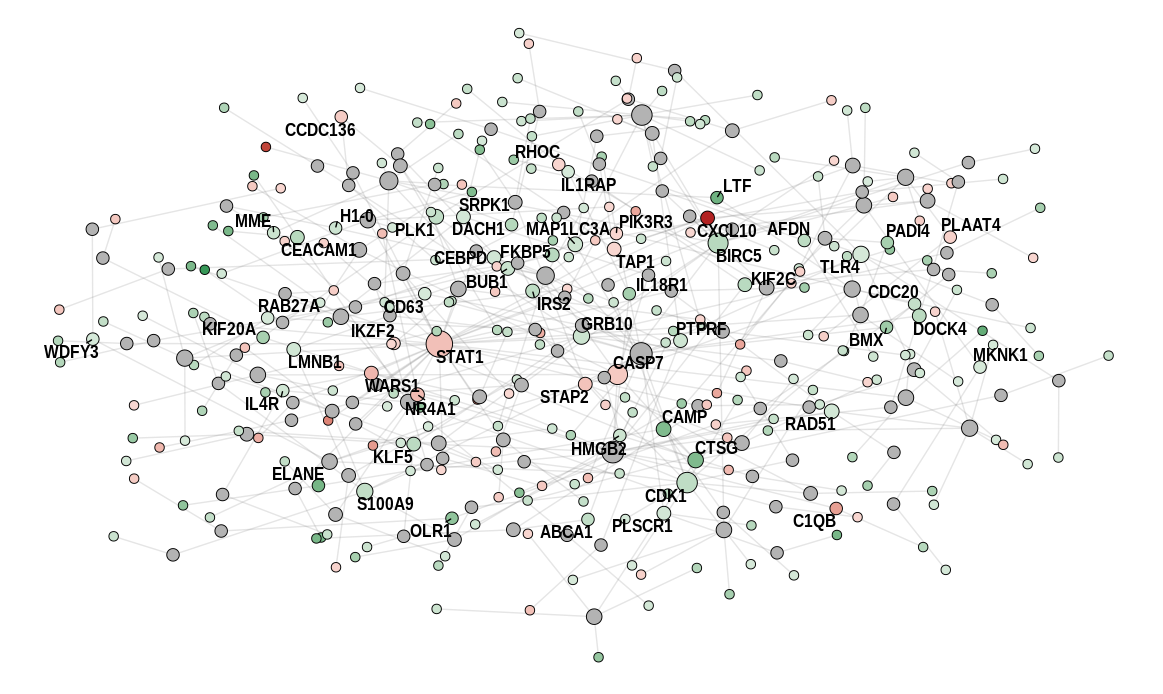 CCDC136
RHOC
IL1RAP
LTF
SRPK1
MME
H1-0
PLK1
DACH1
MAP1LC3A
PIK3R3
CXCL10
AFDN
PADI4
PLAAT4
CEACAM1
CEBPD
FKBP5
TAP1
BIRC5
TLR4
BUB1
IL18R1
KIF2C
CDC20
RAB27A
CD63
IRS2
KIF20A
IKZF2
GRB10
PTPRF
DOCK4
BMX
WDFY3
LMNB1
STAT1
CASP7
MKNK1
WARS1
STAP2
IL4R
NR4A1
CAMP
RAD51
KLF5
HMGB2
CTSG
ELANE
S100A9
CDK1
OLR1
ABCA1
PLSCR1
C1QB